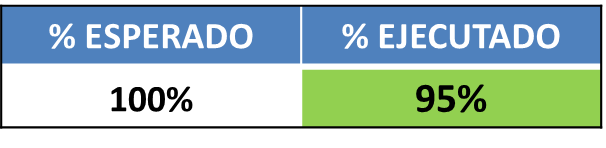 % ESPERADO % EJECUTADO
100% 95%